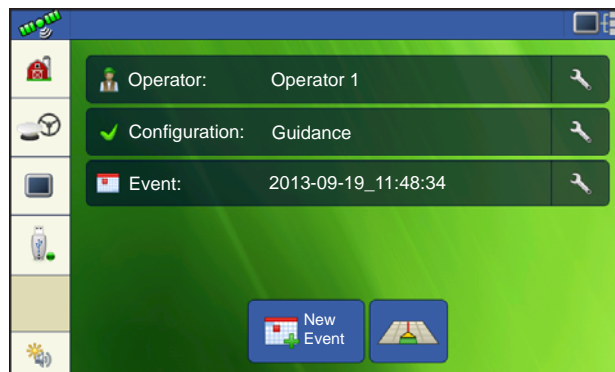 Operator: Operator 1
Configuration: Guidance
Event: 2013-09-19_11:48:34
New
Event